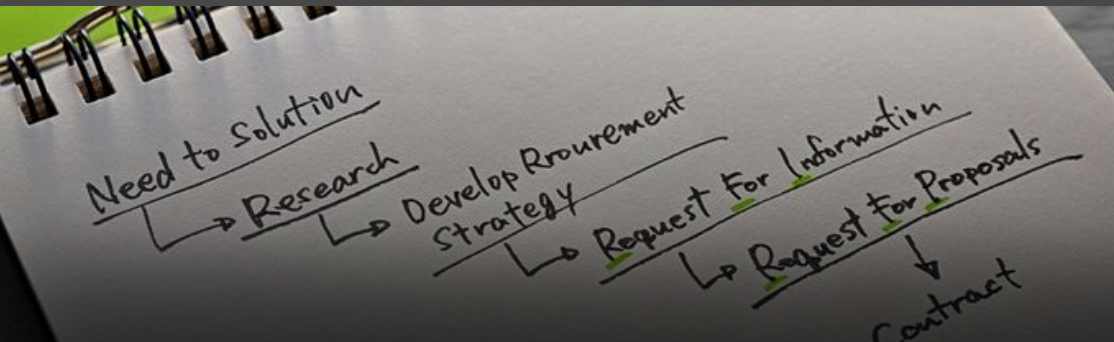 Need to Solution
Research
Develop Rrourement
Strategy
Request For Information
Request for Proposals
Contract